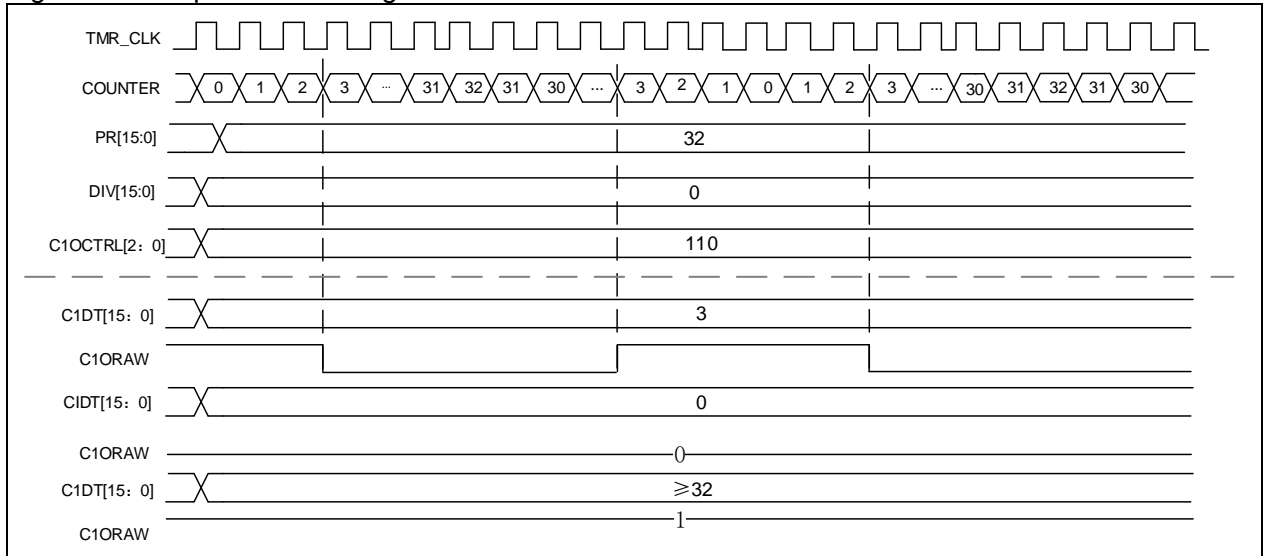 TMR_CLK
COUNTER 0 1 2 3 ... 31 32 31 30 ... 3 2 1 0 1 2 3 ... 30 31 32 31 30
PR[15:0] 32
DIV[15:0] 0
C1OCTRL[2：0] 110
C1DT[15：0] 3
C1ORAW
CIDT[15：0] 0
C1ORAW 0
C1DT[15：0] ≥32
C1ORAW 1